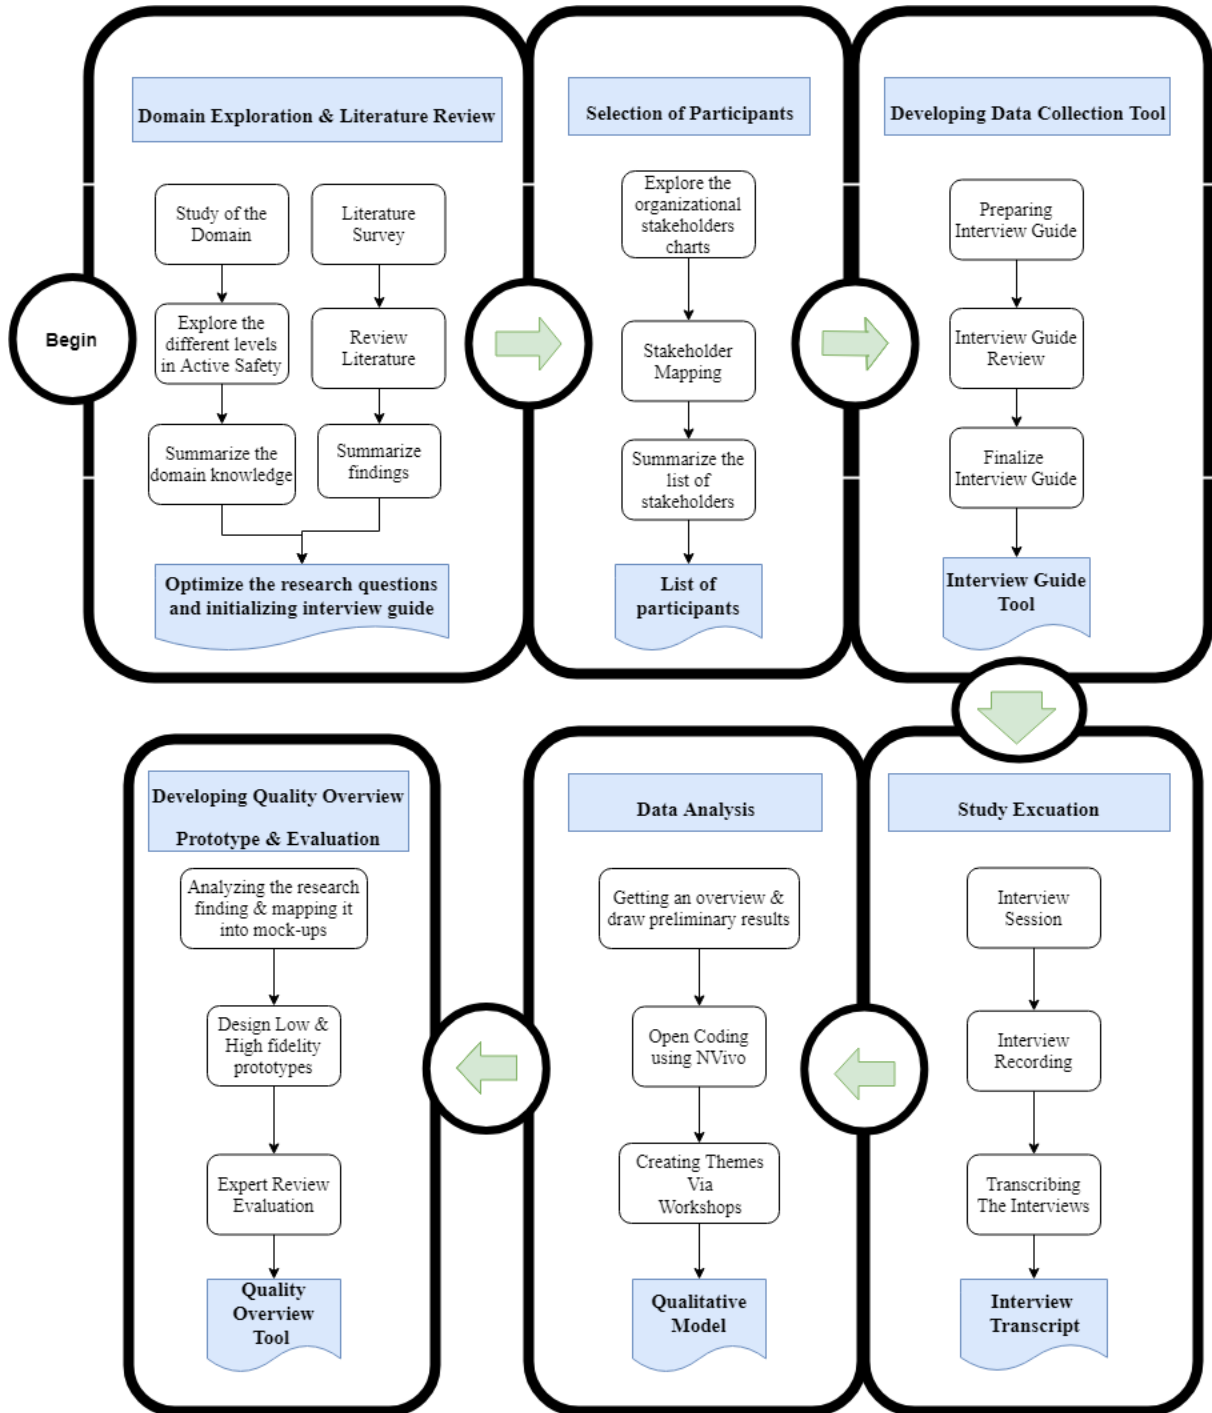 Begin
Domain Exploration & Literature Review
Study of the
Domain
Explore the
different levels
in Active Safety
Summarize the
domain knowledge
Literature
Survey
Review
Literature
Summarize
findings
Optimize the research questions
and initializing interview guide
Selection of Participants
Explore the
organizational
stakeholders
charts
Stakeholder
Mapping
Summarize the
list of
stakeholders
List of
participants
Developing Data Collection Tool
Preparing
Interview Guide
Interview Guide
Review
Finalize
Interview Guide
Interview Guide
Tool
Study Excuation
Interview
Session
Interview
Recording
Transcribing
The Interviews
Interview
Transcript
Data Analysis
Getting an overview &
draw preliminary results
Open Coding
using NVivo
Creating Themes
Via
Workshops
Qualitative
Model
Developing Quality Overview
Prototype & Evaluation
Analyzing the research
finding & mapping it
into mock-ups
Design Low &
High fidelity
prototypes
Expert Review
Evaluation
Quality
Overview
Tool